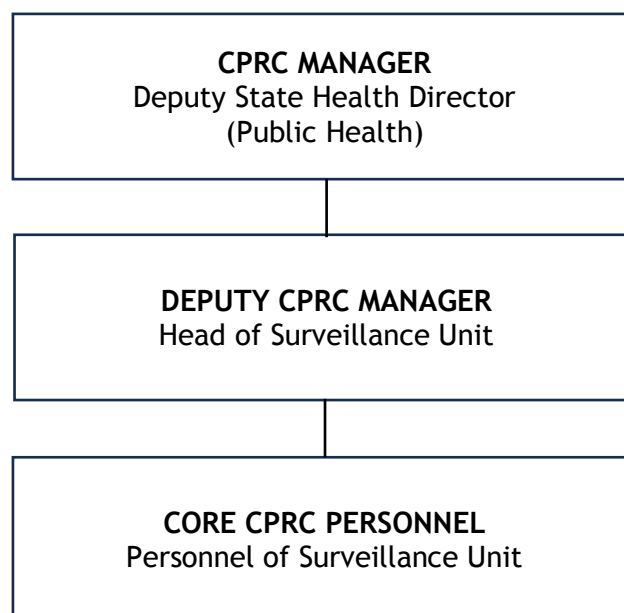 CPRC MANAGER
Deputy State Health Director
(Public Health)
DEPUTY CPRC MANAGER
Head of Surveillance Unit
CORE CPRC PERSONNEL
Personnel of Surveillance Unit